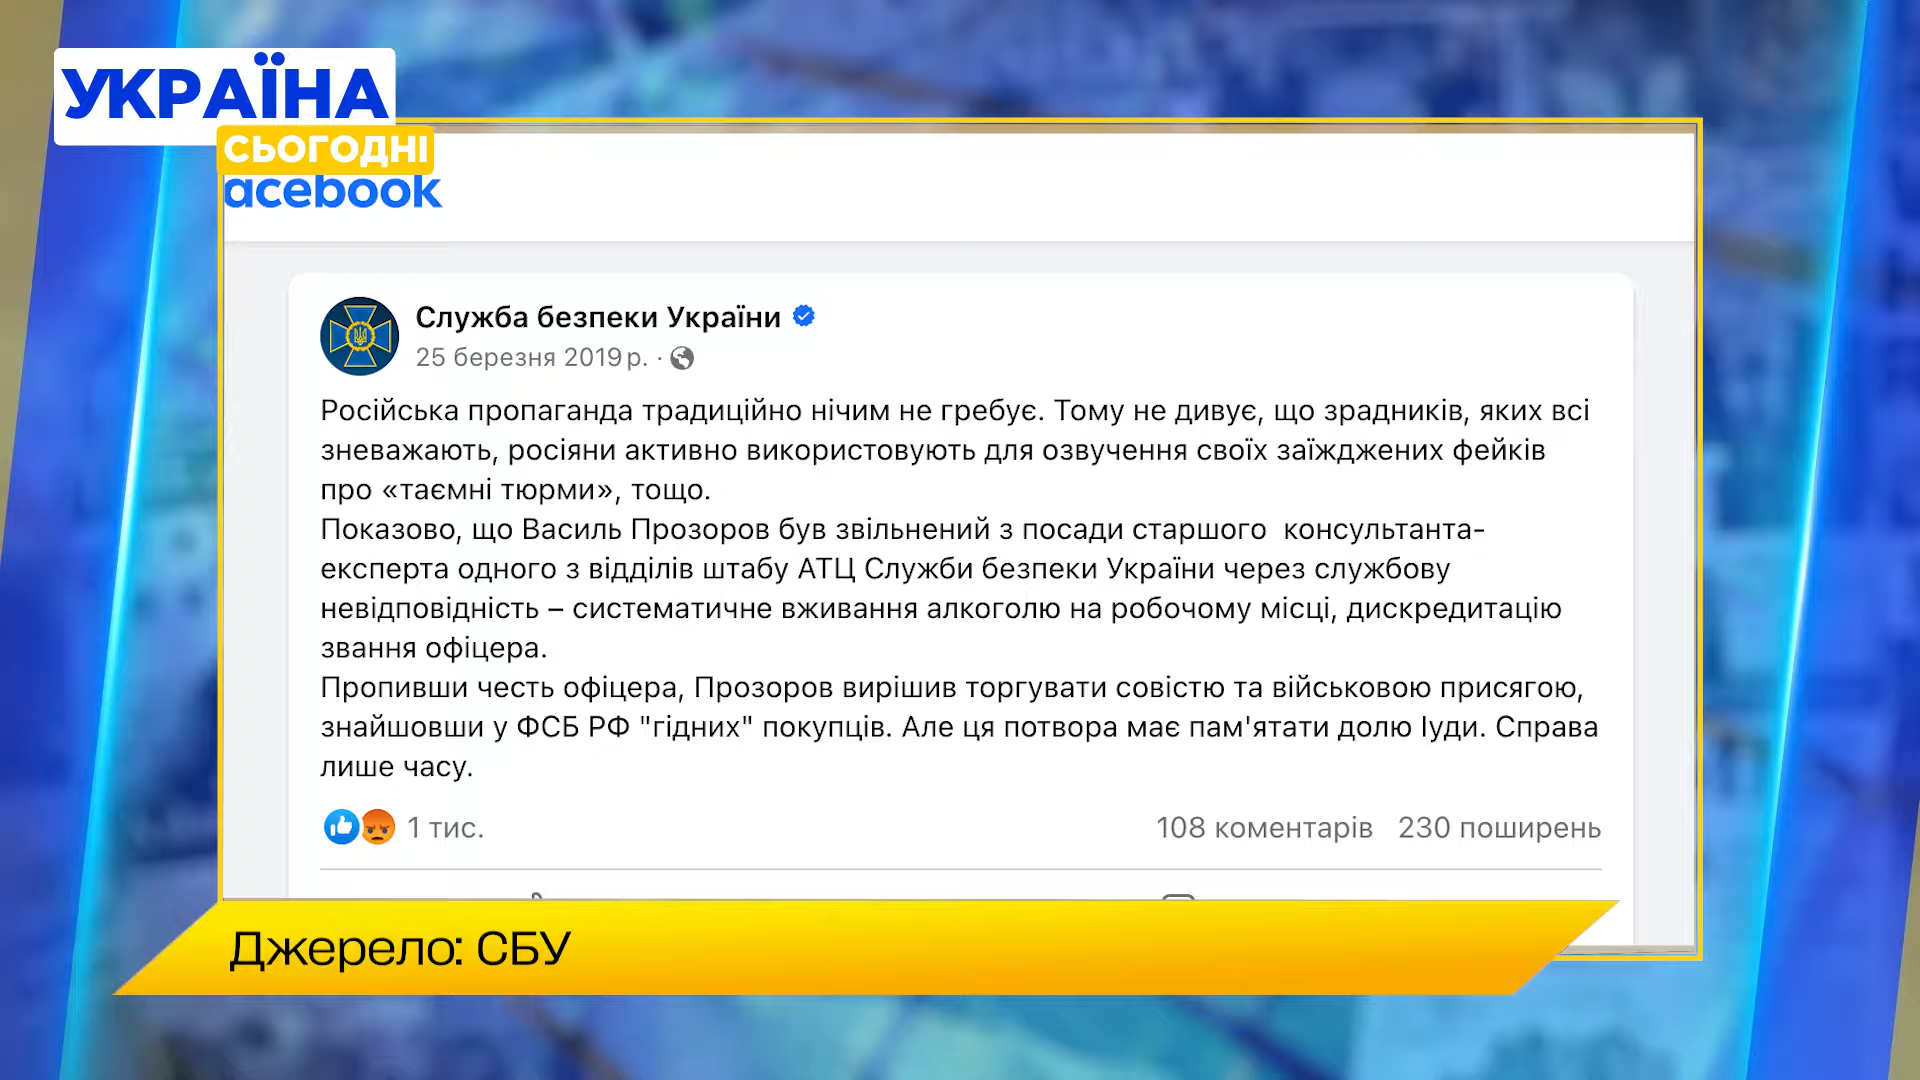 УКРАЇНА
СЬОГОДНІ
acebook
Служба безпеки України
25 березня 2019 р. ·
Російська пропаганда традиційно нічим не гребує. Тому не дивує, що зрадників, яких всі
зневажають, росіяни активно використовують для озвучення своїх заїжджених фейків
про «таємні тюрми», тощо.
Показово, що Василь Прозоров був звільнений з посади старшого консультанта-
експерта одного з відділів штабу АТЦ Служби безпеки України через службову
невідповідність – систематичне вживання алкоголю на робочому місці, дискредитацію
звання офіцера.
Пропивши честь офіцера, Прозоров вирішив торгувати совістю та військовою присягою,
знайшовши у ФСБ РФ "гідних" покупців. Але ця потвора має пам'ятати долю Іуди. Справа
лише часу.
1 тис.
108 коментарів 230 поширень
Джерело: СБУ